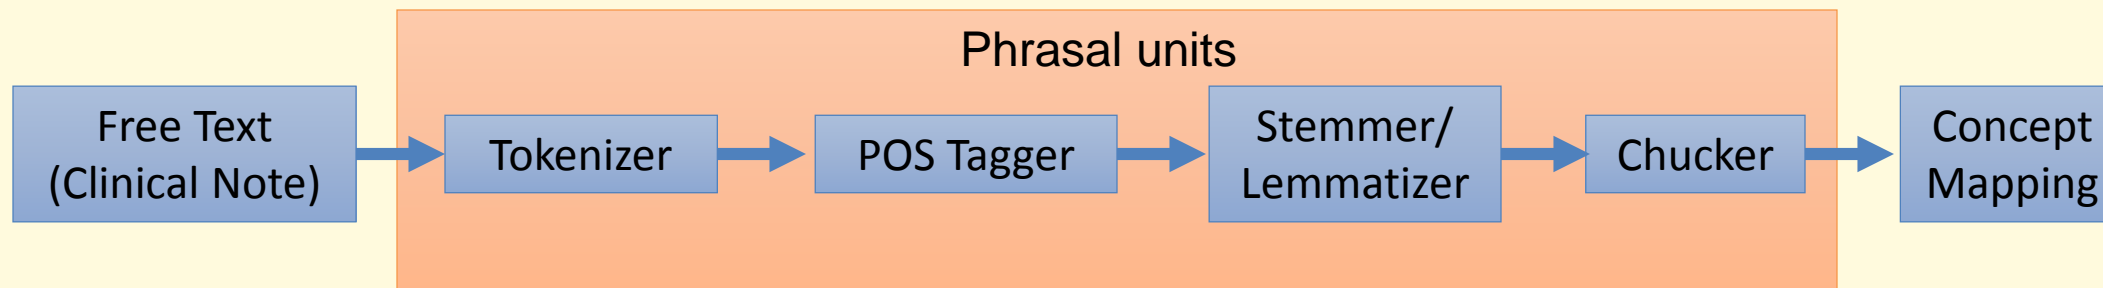 Phrasal units
Free Text
(Clinical Note)
Tokenizer
POS Tagger
Stemmer/
Lemmatizer
Chucker
Concept
Mapping